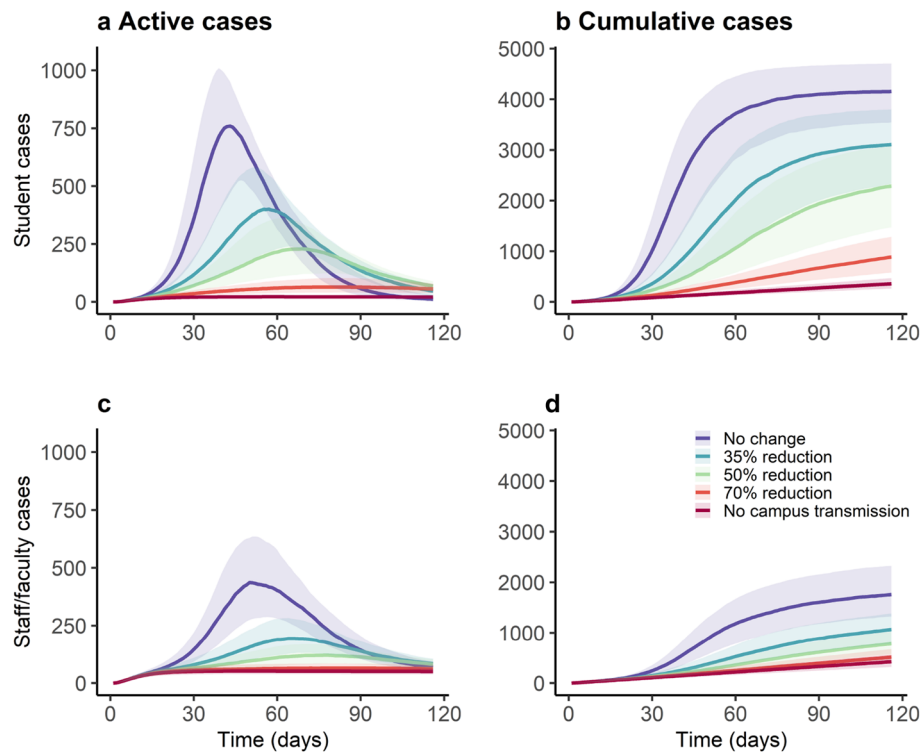 a Active cases
b Cumulative cases
Student cases
1000
750
500
250
0
0 30 60 90 120
5000
4000
3000
2000
1000
0
0 30 60 90 120
c
d
Staff/faculty cases
1000
750
500
250
0
0 30 60 90 120
Time (days)
5000
4000
3000
2000
1000
0
No change
35% reduction
50% reduction
70% reduction
No campus transmission
0 30 60 90 120
Time (days)